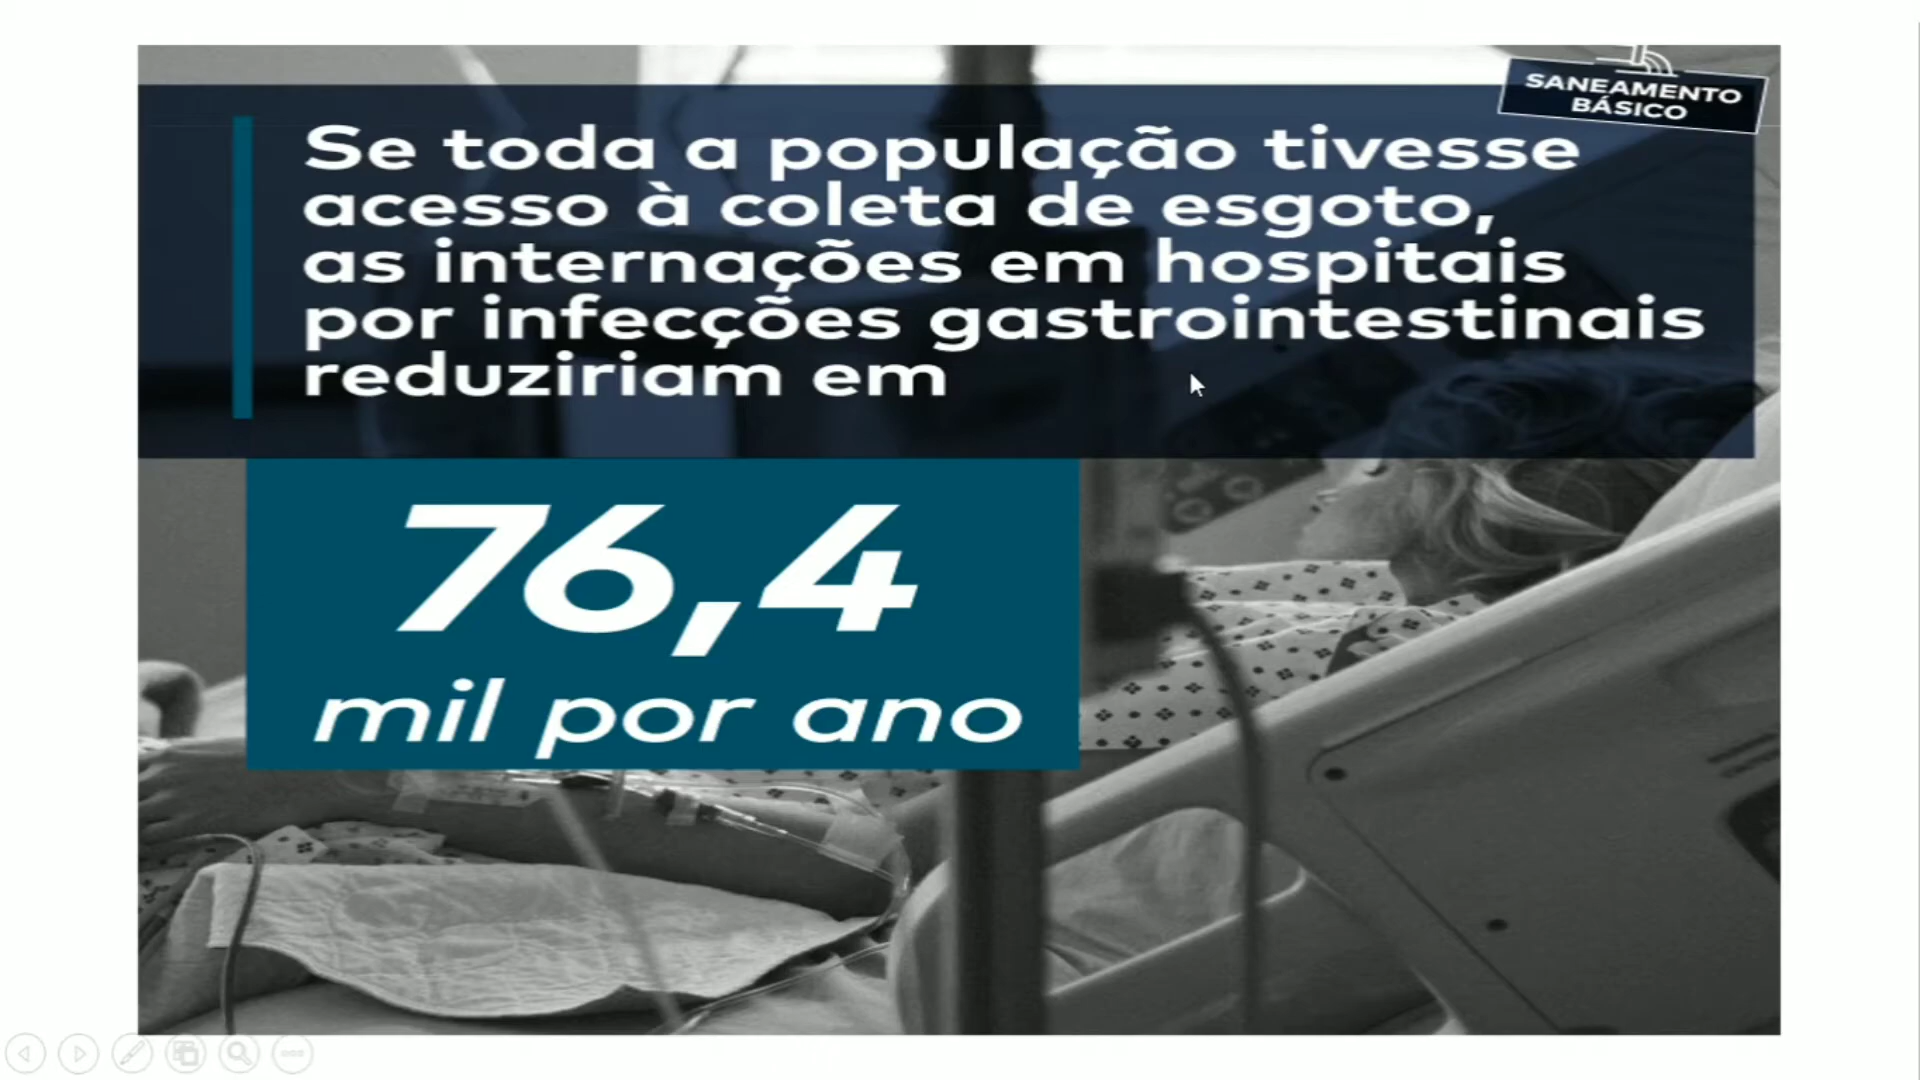 SANEAMENTO
BÁSICO
Se toda a população tivesse
acesso à coleta de esgoto,
as internações em hospitais
por infecções gastrointestinais
reduziriam em
76,4
mil por ano